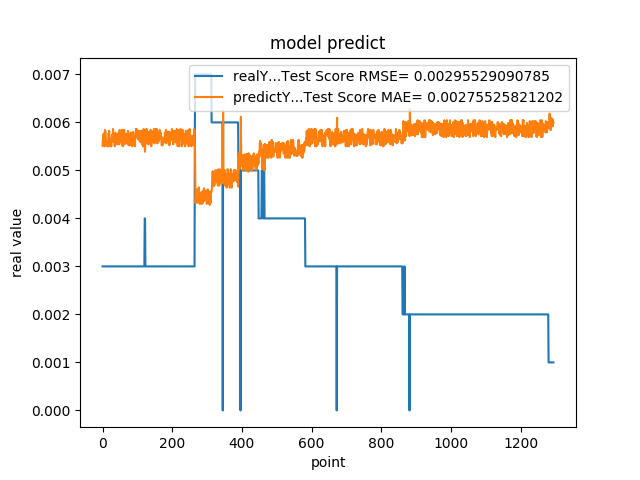 model predict
realY...Test Score RMSE= 0.00295529090785
predictY...Test Score MAE= 0.00275525821202
0.007
0.006
0.005
0.004
0.003
0.002
0.001
0.000
real value
0 200 400 600 800 1000 1200
point